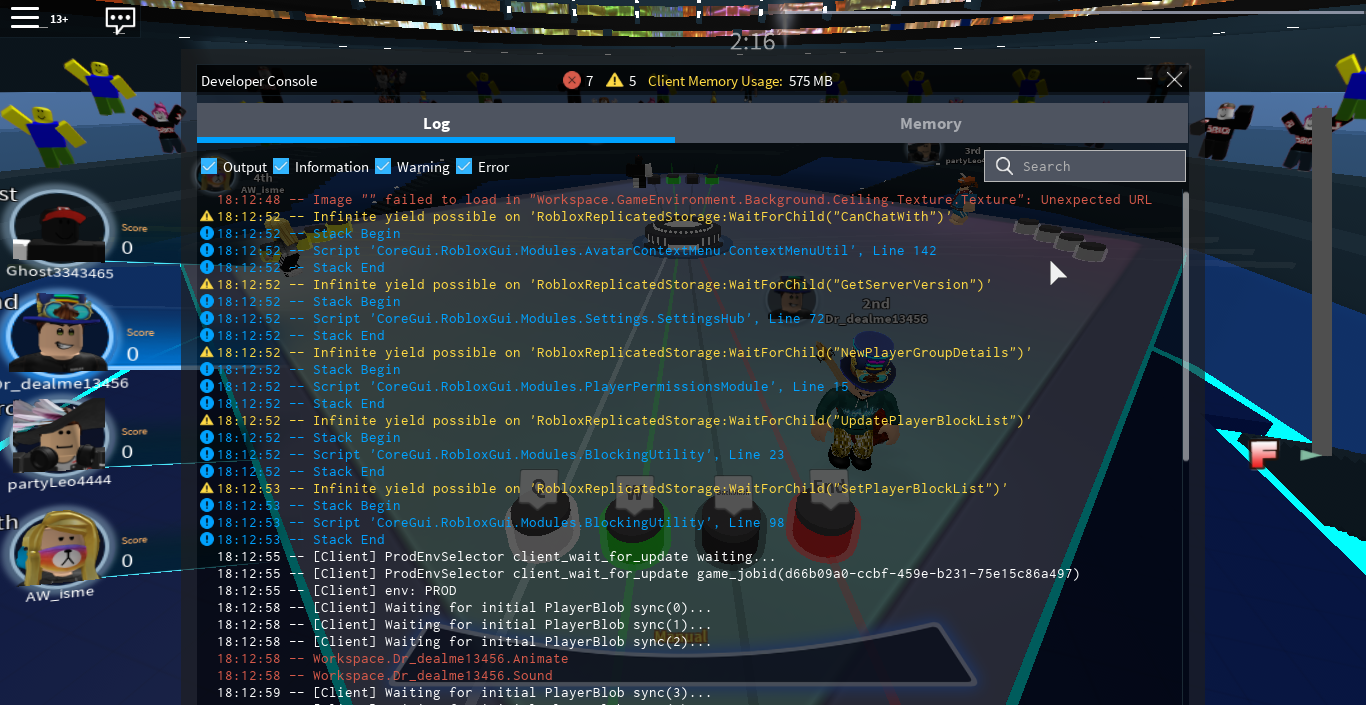 13+
2:16
Developer Console
7
5
Client Memory Usage: 575 MB
Log
Memory
Output
Information
Warning
Error
Search
18:12:48 -- Image "" failed to load in "Workspace.GameEnvironment.Background.Ceiling.Texture.Texture": Unexpected URL
18:12:52 -- Infinite yield possible on 'RobloxReplicatedStorage:WaitForChild("CanChatWith")'
18:12:52 -- Stack Begin
18:12:52 -- Script 'CoreGui.RobloxGui.Modules.AvatarContextMenu.ContextMenuUtil', Line 142
18:12:52 -- Stack End
18:12:52 -- Infinite yield possible on 'RobloxReplicatedStorage:WaitForChild("GetServerVersion")'
18:12:52 -- Stack Begin
18:12:52 -- Script 'CoreGui.RobloxGui.Modules.Settings.SettingsHub', Line 72
18:12:52 -- Stack End
18:12:52 -- Infinite yield possible on 'RobloxReplicatedStorage:WaitForChild("NewPlayerGroupDetails")'
18:12:52 -- Stack Begin
18:12:52 -- Script 'CoreGui.RobloxGui.Modules.PlayerPermissionsModule', Line 15
18:12:52 -- Stack End
18:12:52 -- Infinite yield possible on 'RobloxReplicatedStorage:WaitForChild("UpdatePlayerBlockList")'
18:12:52 -- Stack Begin
18:12:52 -- Script 'CoreGui.RobloxGui.Modules.BlockingUtility', Line 23
18:12:52 -- Stack End
18:12:53 -- Infinite yield possible on 'RobloxReplicatedStorage:WaitForChild("SetPlayerBlockList")'
18:12:53 -- Stack Begin
18:12:53 -- Script 'CoreGui.RobloxGui.Modules.BlockingUtility', Line 98
18:12:53 -- Stack End
18:12:55 -- [Client] ProdEnvSelector client_wait_for_update waiting...
18:12:55 -- [Client] ProdEnvSelector client_wait_for_update game_jobid(d66b09a0-ccbf-459e-b231-75e15c86a497)
18:12:55 -- [Client] env: PROD
18:12:58 -- [Client] Waiting for initial PlayerBlob sync(0)...
18:12:58 -- [Client] Waiting for initial PlayerBlob sync(1)...
18:12:58 -- [Client] Waiting for initial PlayerBlob sync(2)...
18:12:58 -- Workspace.Dr_dealme13456.Animate
18:12:58 -- Workspace.Dr_dealme13456.Sound
18:12:59 -- [Client] Waiting for initial PlayerBlob sync(3)...
st
Score
0
Ghost3343465
nd
Score
0
Dr_dealme13456
Score
0
partyLeo4444
th
Score
0
AW_isme
4th
AW_isme
3rd
partyLeo
2nd
Dr_dealme13456
Manual
F